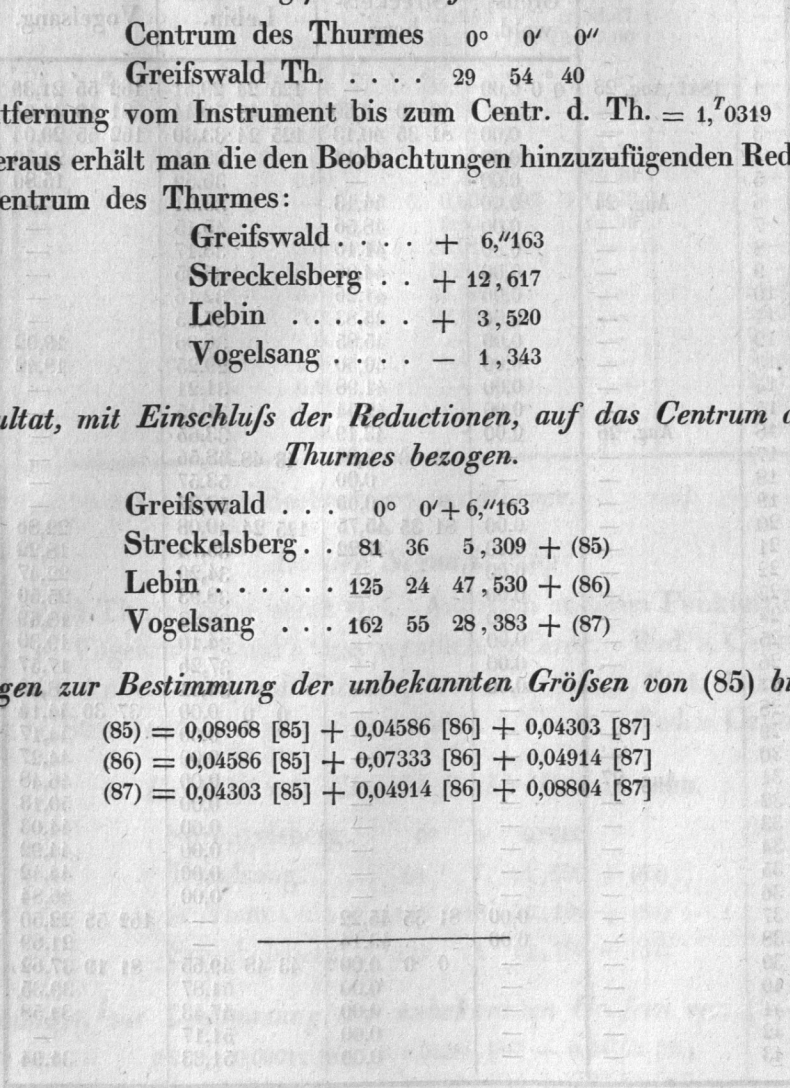 Centrum des Thurmes 0° 0′ 0″
Greifswald Th. . . . . 29 54 40
tfernung vom Instrument bis zum Centr. d. Th. = 1,ᵀ0319
eraus erhält man die den Beobachtungen hinzuzufügenden Red
entrum des Thurmes:
Greifswald . . . . + 6,″163
Streckelsberg . . + 12,617
Lebin . . . . . . + 3,520
Vogelsang . . . . — 1,343
ultat, mit Einschluſs der Reductionen, auf das Centrum d
Thurmes bezogen.
Greifswald . . . 0° 0′ + 6,″163
Streckelsberg . . 81 36 5,309 + (85)
Lebin . . . . . . 125 24 47,530 + (86)
Vogelsang . . . 162 55 28,383 + (87)
gen zur Bestimmung der unbekannten Gröſsen von (85) bi
(85) = 0,08968 [85] + 0,04586 [86] + 0,04303 [87]
(86) = 0,04586 [85] + 0,07333 [86] + 0,04914 [87]
(87) = 0,04303 [85] + 0,04914 [86] + 0,08804 [87]